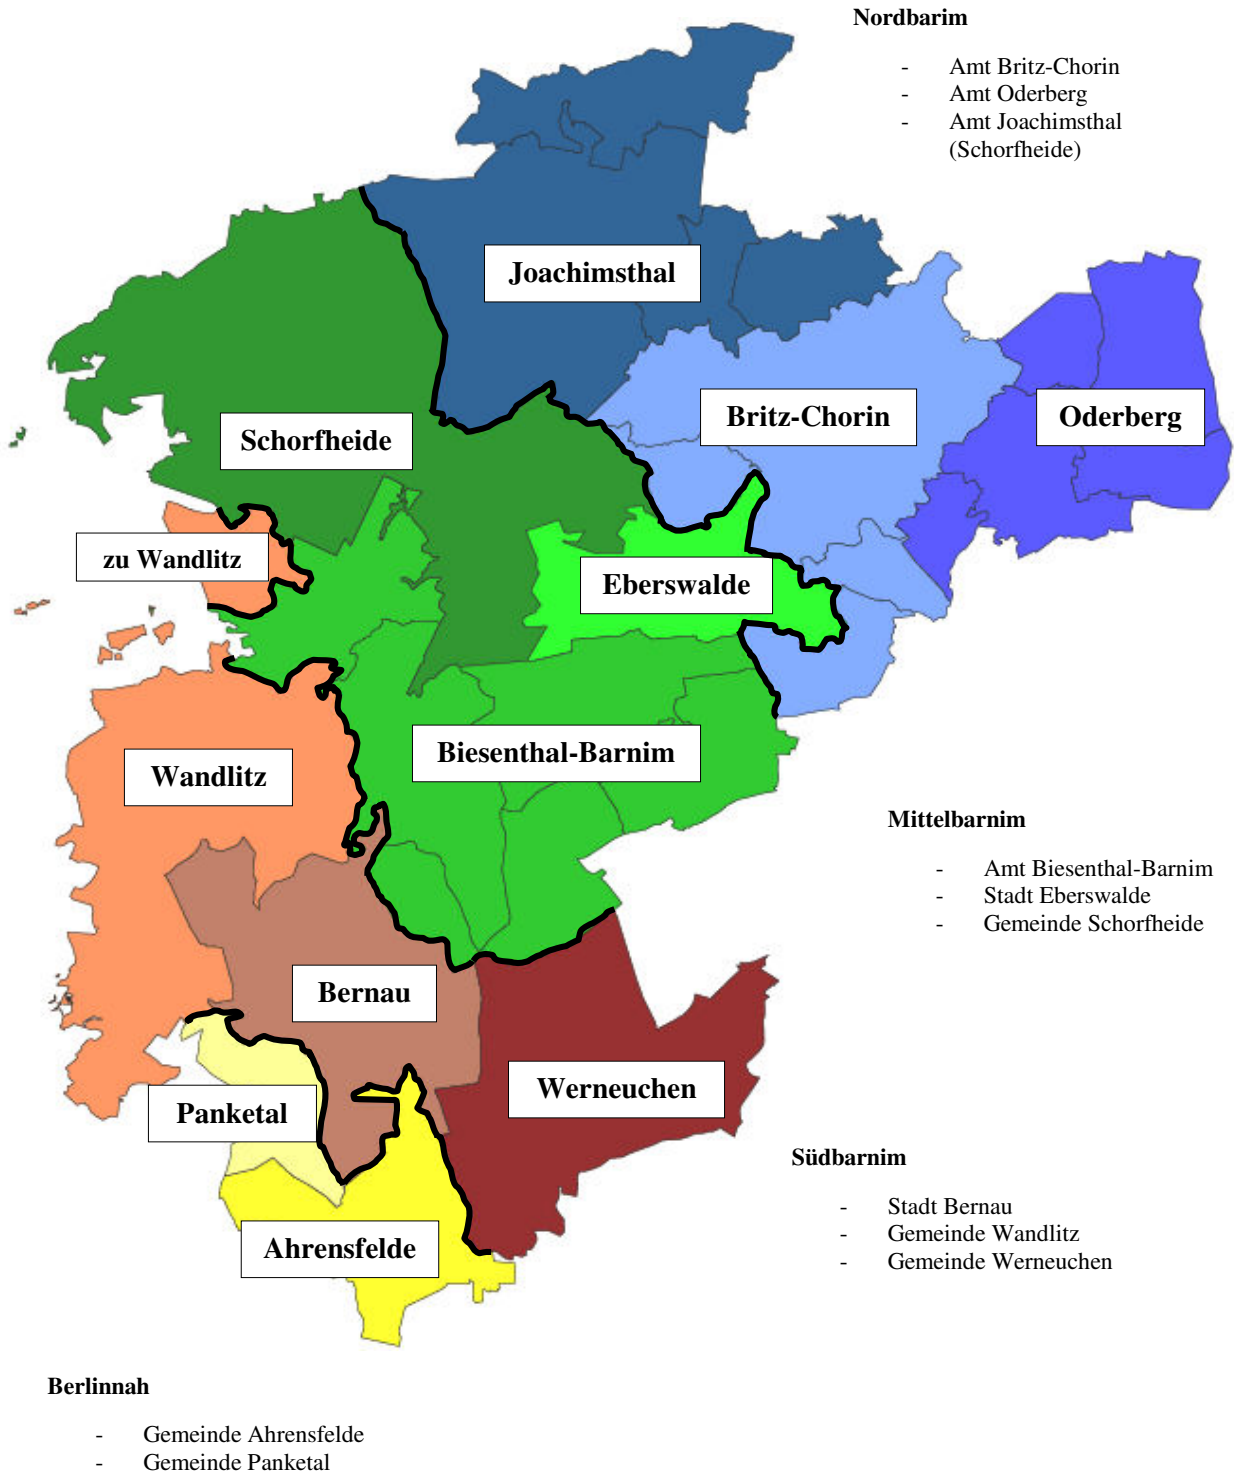 Nordbarim
- Amt Britz-Chorin
- Amt Oderberg
- Amt Joachimsthal
(Schorfheide)
Joachimsthal
Britz-Chorin
Oderberg
Schorfheide
zu Wandlitz
Eberswalde
Biesenthal-Barnim
Wandlitz
Mittelbarnim
- Amt Biesenthal-Barnim
- Stadt Eberswalde
- Gemeinde Schorfheide
Bernau
Werneuchen
Panketal
Südbarnim
- Stadt Bernau
- Gemeinde Wandlitz
- Gemeinde Werneuchen
Ahrensfelde
Berlinnah
- Gemeinde Ahrensfelde
- Gemeinde Panketal